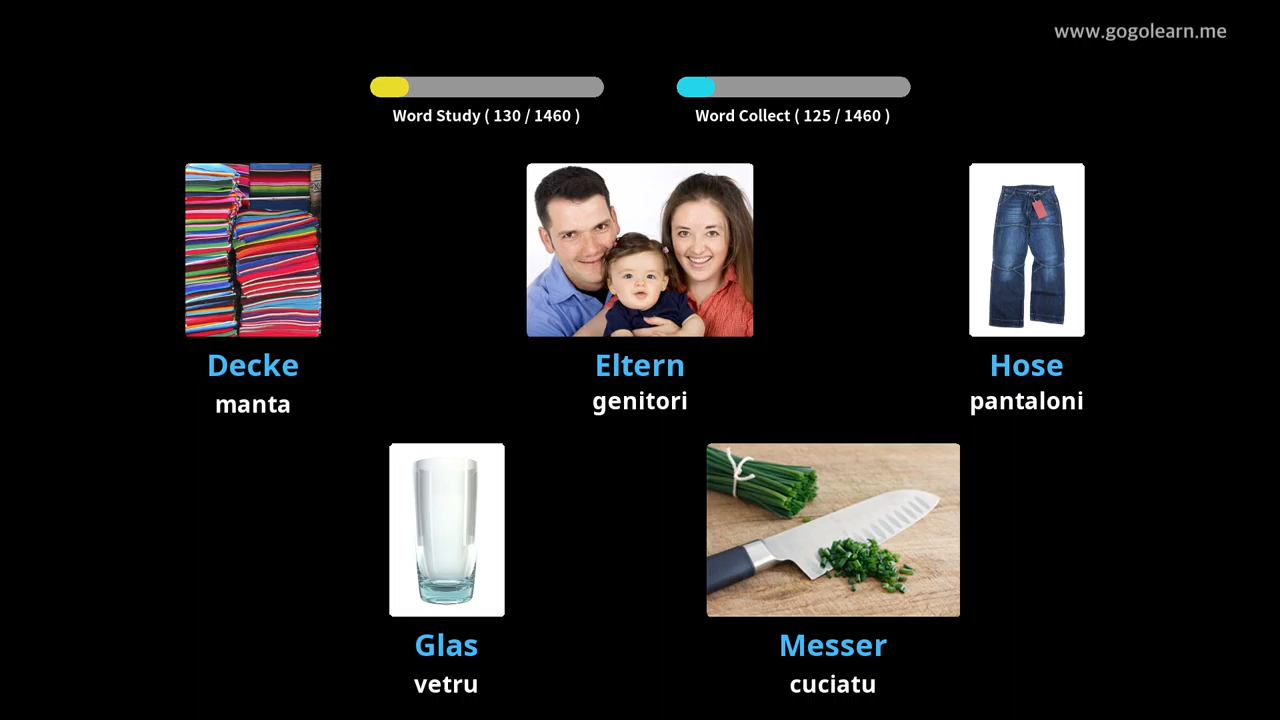 www.gogolearn.me
Word Study ( 130 / 1460 )
Word Collect ( 125 / 1460 )
Decke
manta
Eltern
genitori
Hose
pantaloni
Glas
vetru
Messer
cuciatu